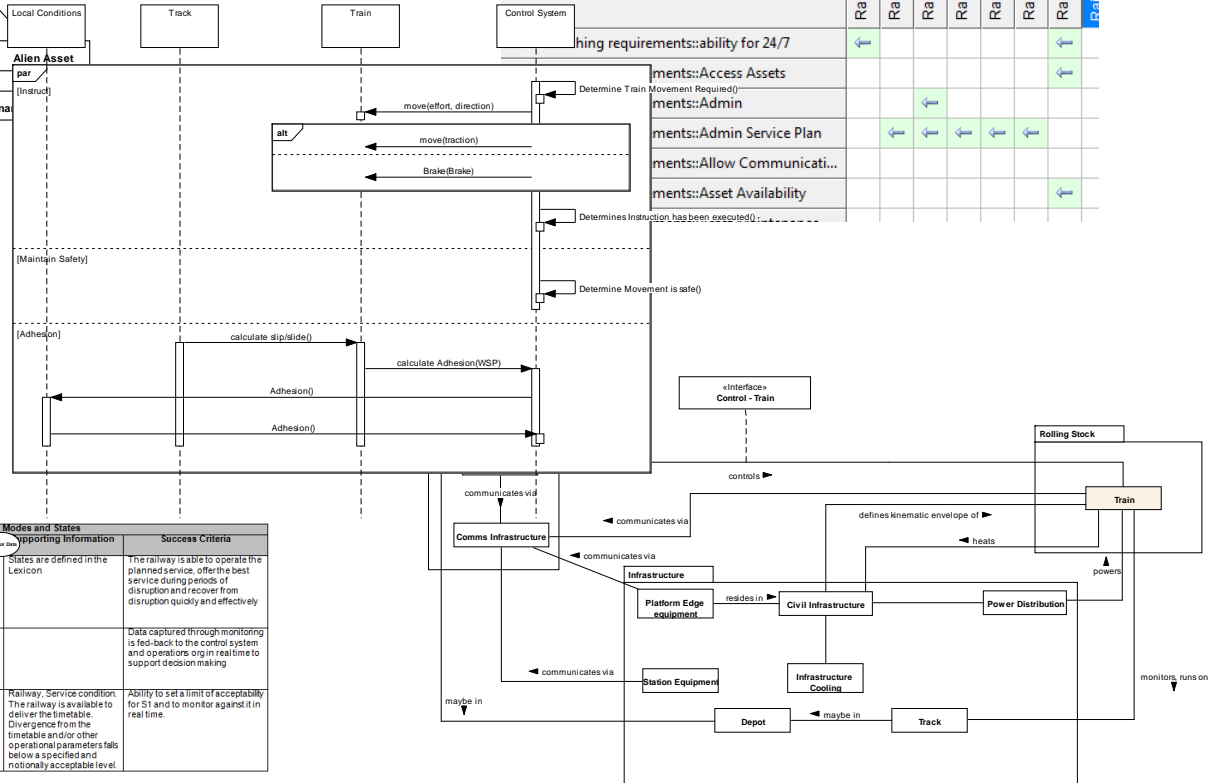 Local Conditions
Track
Train
Control System
Ra
Ra
Ra
Ra
Ra
Ra
Ra
Rai
Alien Asset
par
[Instruct]
Determine Train Movement Required()
move(effort, direction)
alt
move(traction)
Brake(Brake)
Determines Instruction has been executed()
[Maintain Safety]
Determine Movement is safe()
[Adhesion]
calculate slip/slide()
calculate Adhesion(WSP)
Adhesion()
Adhesion()
hing requirements::ability for 24/7
ments::Access Assets
ments::Admin
ments::Admin Service Plan
ments::Allow Communicati...
ments::Asset Availability
«Interface»
Control - Train
Rolling Stock
controls
Train
communicates via
communicates via
defines kinematic envelope of
Comms Infrastructure
heats
communicates via
powers
Infrastructure
Platform Edge
equipment
resides in
Civil Infrastructure
Power Distribution
communicates via
Station Equipment
Infrastructure
Cooling
monitors, runs on
maybe in
Depot
maybe in
Track
Modes and States
upporting Information
Success Criteria
States are defined in the
Lexicon
The railway is able to operate the
planned service, offer the best
service during periods of
disruption and recover from
disruption quickly and effectively
Data captured through monitoring
is fed-back to the control system
and operations org in real time to
support decision making
Railway, Service condition.
The railway is available to
deliver the timetable.
Divergence from the
timetable and/or other
operational parameters falls
below a specified and
notionally acceptable level.
Ability to set a limit of acceptability
for S1 and to monitor against it in
real time.